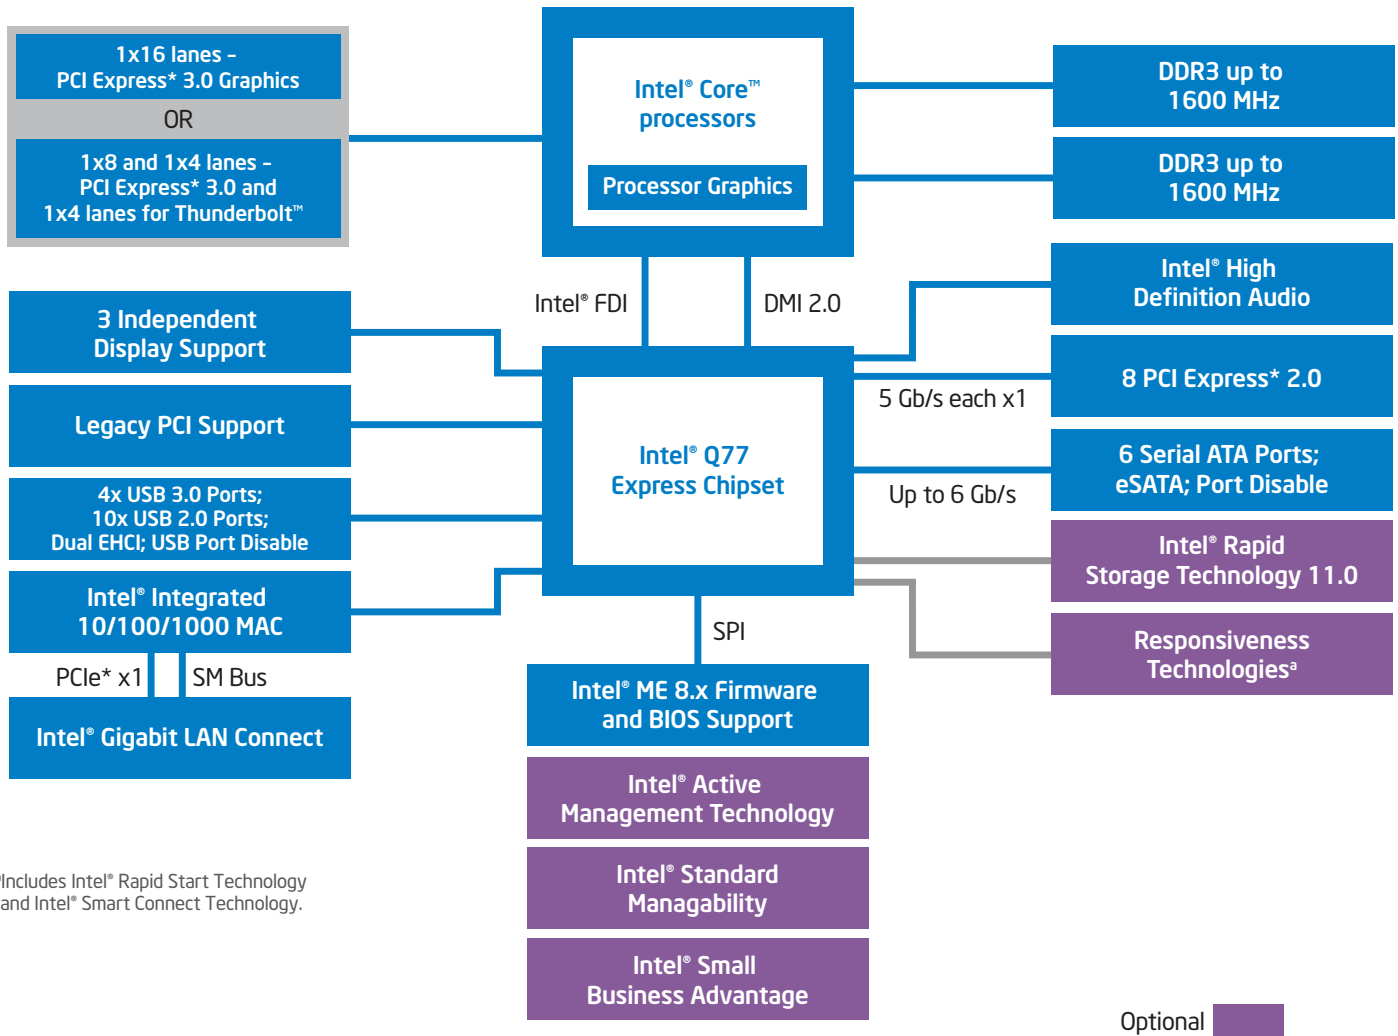 1x16 lanes –
PCI Express* 3.0 Graphics
OR
1x8 and 1x4 lanes –
PCI Express* 3.0 and
1x4 lanes for Thunderbolt™
Intel® Core™
processors
Processor Graphics
DDR3 up to
1600 MHz
DDR3 up to
1600 MHz
Intel® FDI
DMI 2.0
3 Independent
Display Support
Legacy PCI Support
4x USB 3.0 Ports;
10x USB 2.0 Ports;
Dual EHCI; USB Port Disable
Intel® Integrated
10/100/1000 MAC
PCIe* x1
SM Bus
Intel® Gigabit LAN Connect
Intel® Q77
Express Chipset
Intel® High
Definition Audio
8 PCI Express* 2.0
5 Gb/s each x1
6 Serial ATA Ports;
eSATA; Port Disable
Up to 6 Gb/s
Intel® Rapid
Storage Technology 11.0
Responsiveness
Technologiesᵃ
SPI
Intel® ME 8.x Firmware
and BIOS Support
Intel® Active
Management Technology
Intel® Standard
Managability
Intel® Small
Business Advantage
Includes Intel® Rapid Start Technology
and Intel® Smart Connect Technology.
Optional